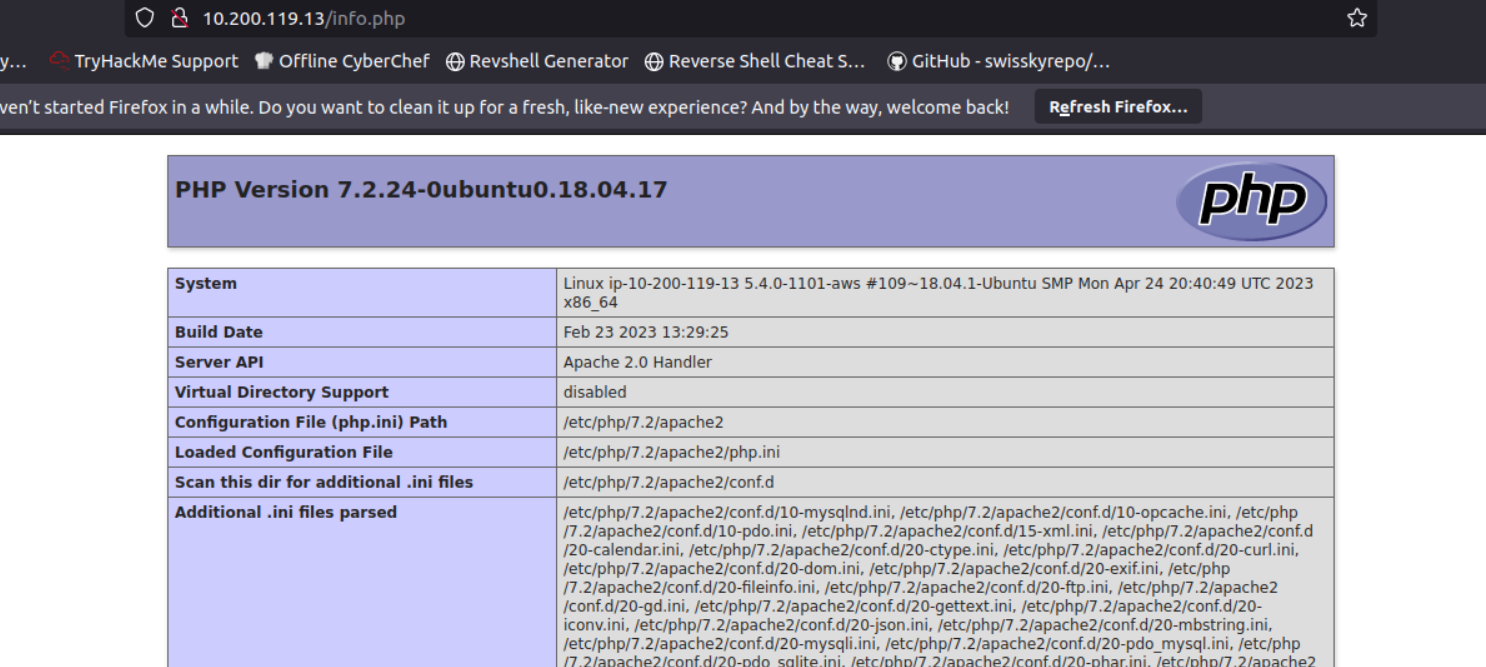 10.200.119.13/info.php
y... TryHackMe Support Offline CyberChef Revshell Generator Reverse Shell Cheat S... GitHub - swisskyrepo/...
ven't started Firefox in a while. Do you want to clean it up for a fresh, like-new experience? And by the way, welcome back! Refresh Firefox...
PHP Version 7.2.24-0ubuntu0.18.04.17
php
System Linux ip-10-200-119-13 5.4.0-1101-aws #109~18.04.1-Ubuntu SMP Mon Apr 24 20:40:49 UTC 2023
x86_64
Build Date Feb 23 2023 13:29:25
Server API Apache 2.0 Handler
Virtual Directory Support disabled
Configuration File (php.ini) Path /etc/php/7.2/apache2
Loaded Configuration File /etc/php/7.2/apache2/php.ini
Scan this dir for additional .ini files /etc/php/7.2/apache2/conf.d
Additional .ini files parsed /etc/php/7.2/apache2/conf.d/10-mysqlnd.ini, /etc/php/7.2/apache2/conf.d/10-opcache.ini, /etc/php
/7.2/apache2/conf.d/10-pdo.ini, /etc/php/7.2/apache2/conf.d/15-xml.ini, /etc/php/7.2/apache2/conf.d
/20-calendar.ini, /etc/php/7.2/apache2/conf.d/20-ctype.ini, /etc/php/7.2/apache2/conf.d/20-curl.ini,
/etc/php/7.2/apache2/conf.d/20-dom.ini, /etc/php/7.2/apache2/conf.d/20-exif.ini, /etc/php
/7.2/apache2/conf.d/20-fileinfo.ini, /etc/php/7.2/apache2/conf.d/20-ftp.ini, /etc/php/7.2/apache2
/conf.d/20-gd.ini, /etc/php/7.2/apache2/conf.d/20-gettext.ini, /etc/php/7.2/apache2/conf.d/20-
iconv.ini, /etc/php/7.2/apache2/conf.d/20-json.ini, /etc/php/7.2/apache2/conf.d/20-mbstring.ini,
/etc/php/7.2/apache2/conf.d/20-mysqli.ini, /etc/php/7.2/apache2/conf.d/20-pdo_mysql.ini, /etc/php
/7.2/apache2/conf.d/20-pdo_sqlite.ini, /etc/php/7.2/apache2/conf.d/20-phar.ini, /etc/php/7.2/apache2